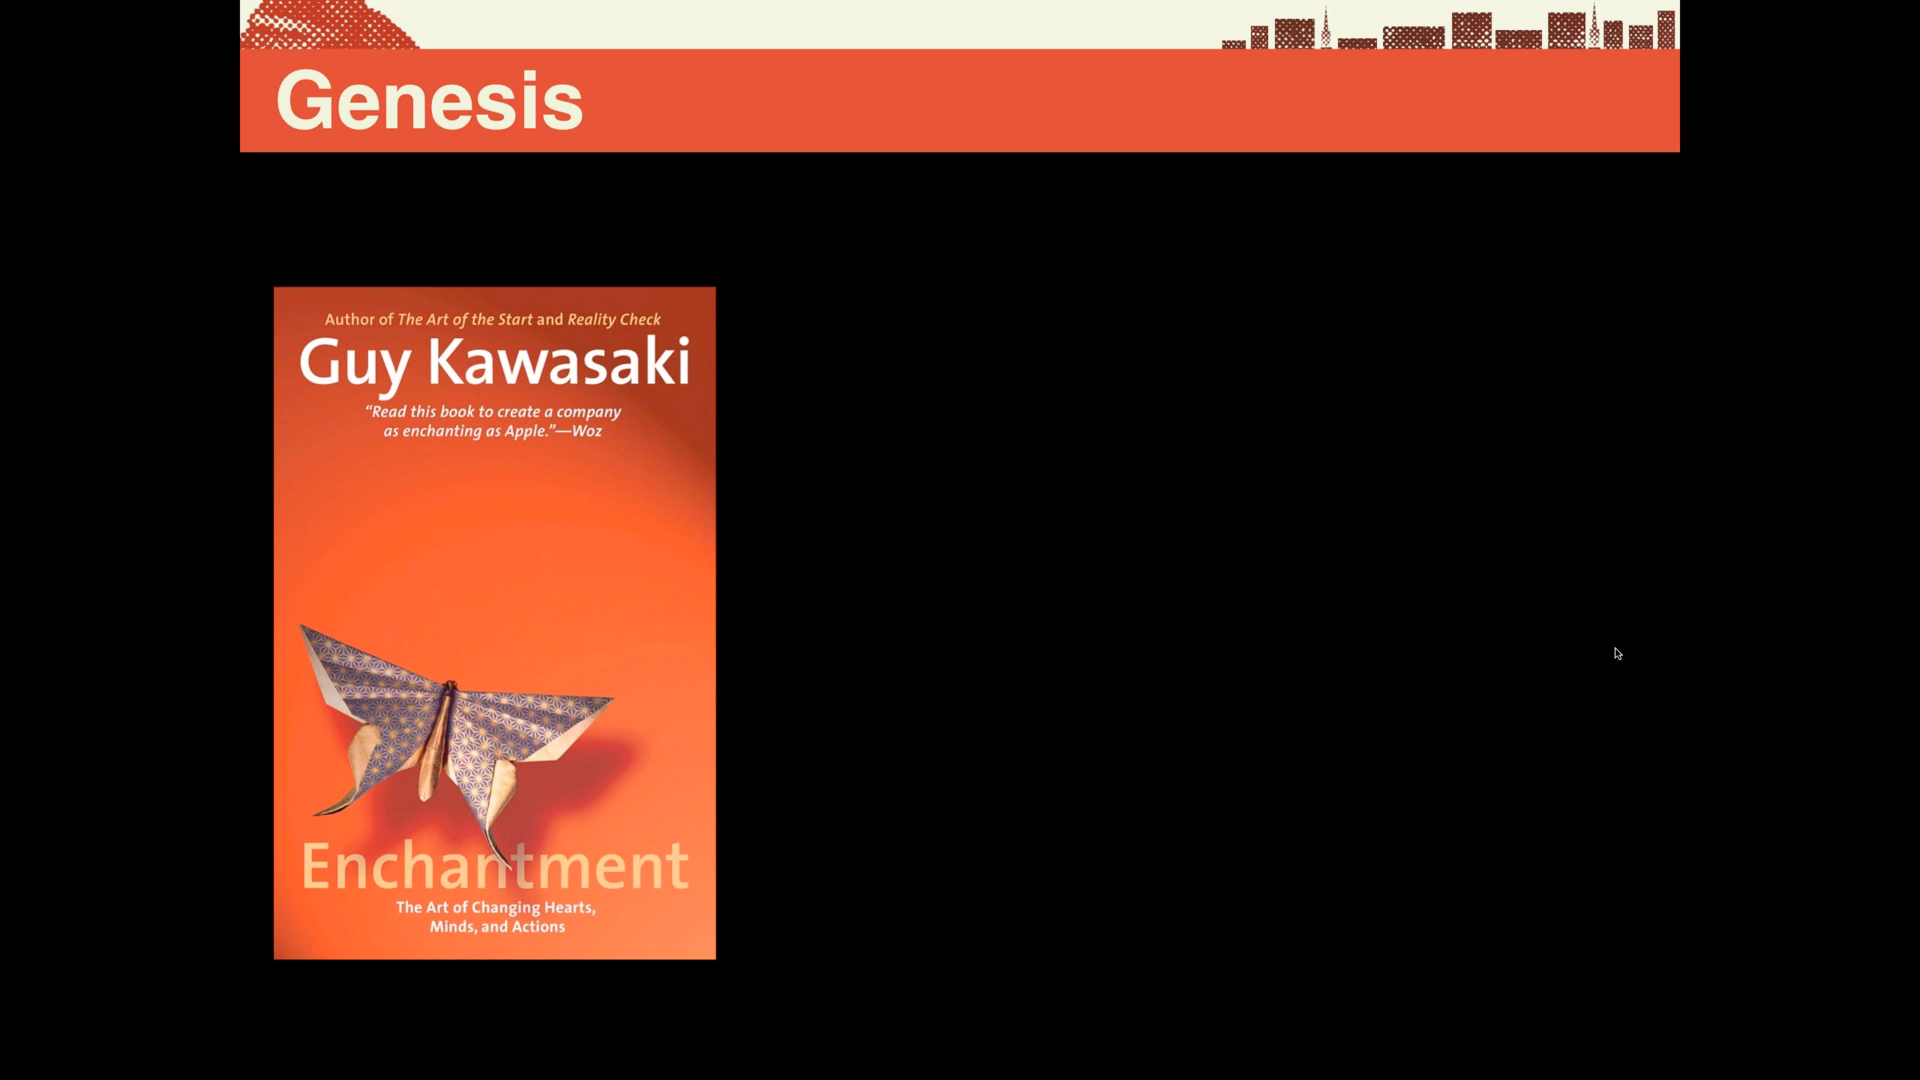 Genesis
Author of The Art of the Start and Reality Check
Guy Kawasaki
“Read this book to create a company
as enchanting as Apple.”—Woz
Enchantment
The Art of Changing Hearts,
Minds, and Actions